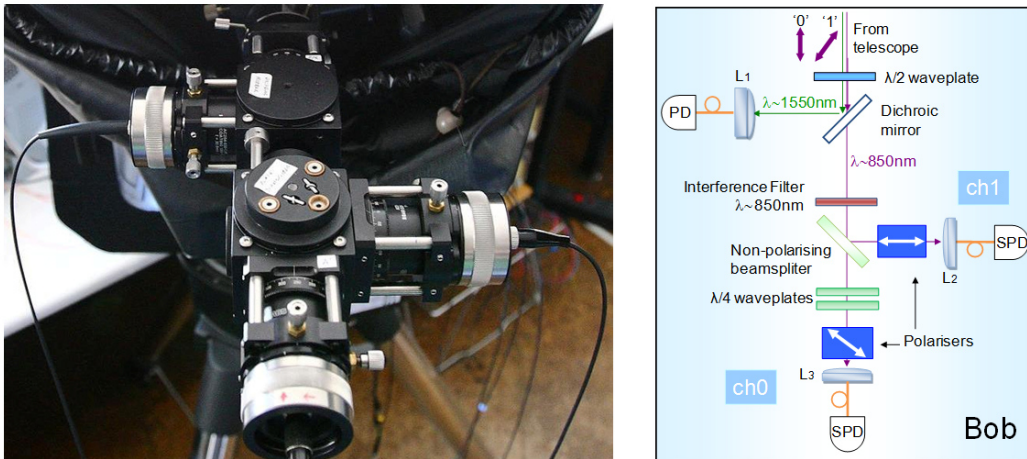 '0' '1'
From
telescope
λ/2 waveplate
L1
λ~1550nm
PD
Dichroic
mirror
λ~850nm
Interference Filter
λ~850nm
ch1
SPD
Non-polarising
beamspliter
L2
λ/4 waveplates
Polarisers
L3
ch0
SPD
Bob